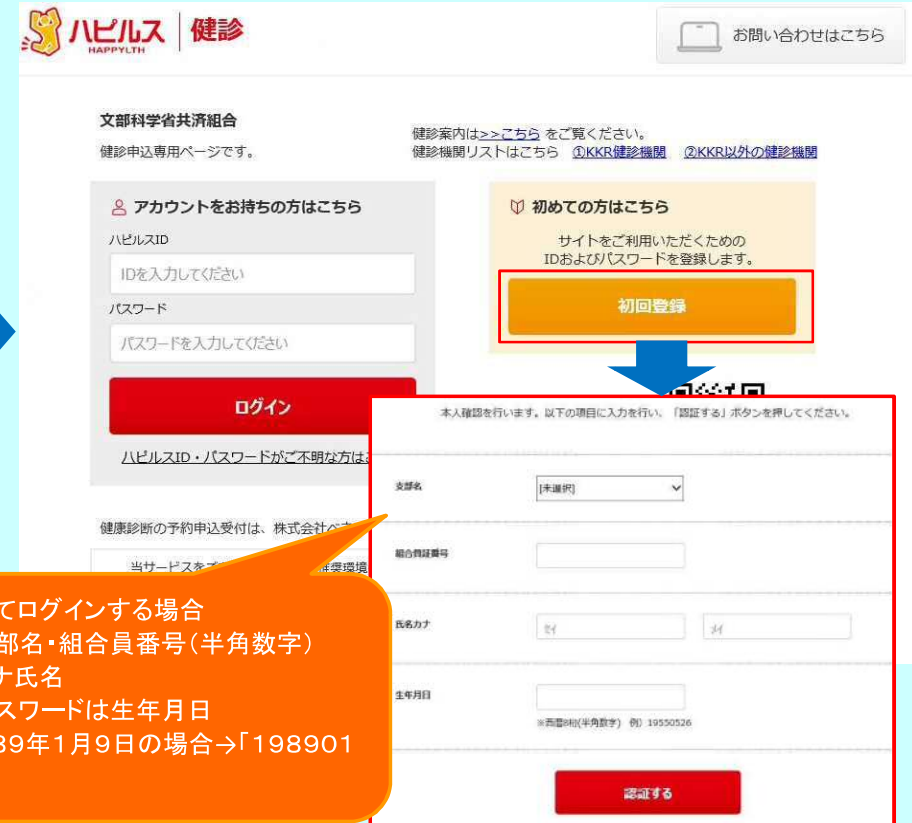 ハピルス 健診
HAPPYLTH
お問い合わせはこちら
文部科学省共済組合
健診申込専用ページです。
健診案内は>>こちら をご覧ください。
健診機関リストはこちら ①KKR健診機関 ②KKR以外の健診機関
アカウントをお持ちの方はこちら
ハピルスID
IDを入力してください
パスワード
パスワードを入力してください
ログイン
ハピルスID・パスワードがご不明な方は
初めての方はこちら
サイトをご利用いただくための
IDおよびパスワードを登録します。
初回登録
健康診断の予約申込受付は、株式会社ベ
当サービスをご
推奨環境
本人確認を行います。以下の項目に入力を行い、「認証する」ボタンを押してください。
支部名
[未選択]
組合員証番号
氏名カナ
セイ メイ
生年月日
※西暦8桁(半角数字) 例）19550526
認証する
てログインする場合
部名・組合員番号（半角数字）
ナ氏名
スワードは生年月日
89年1月9日の場合→「198901